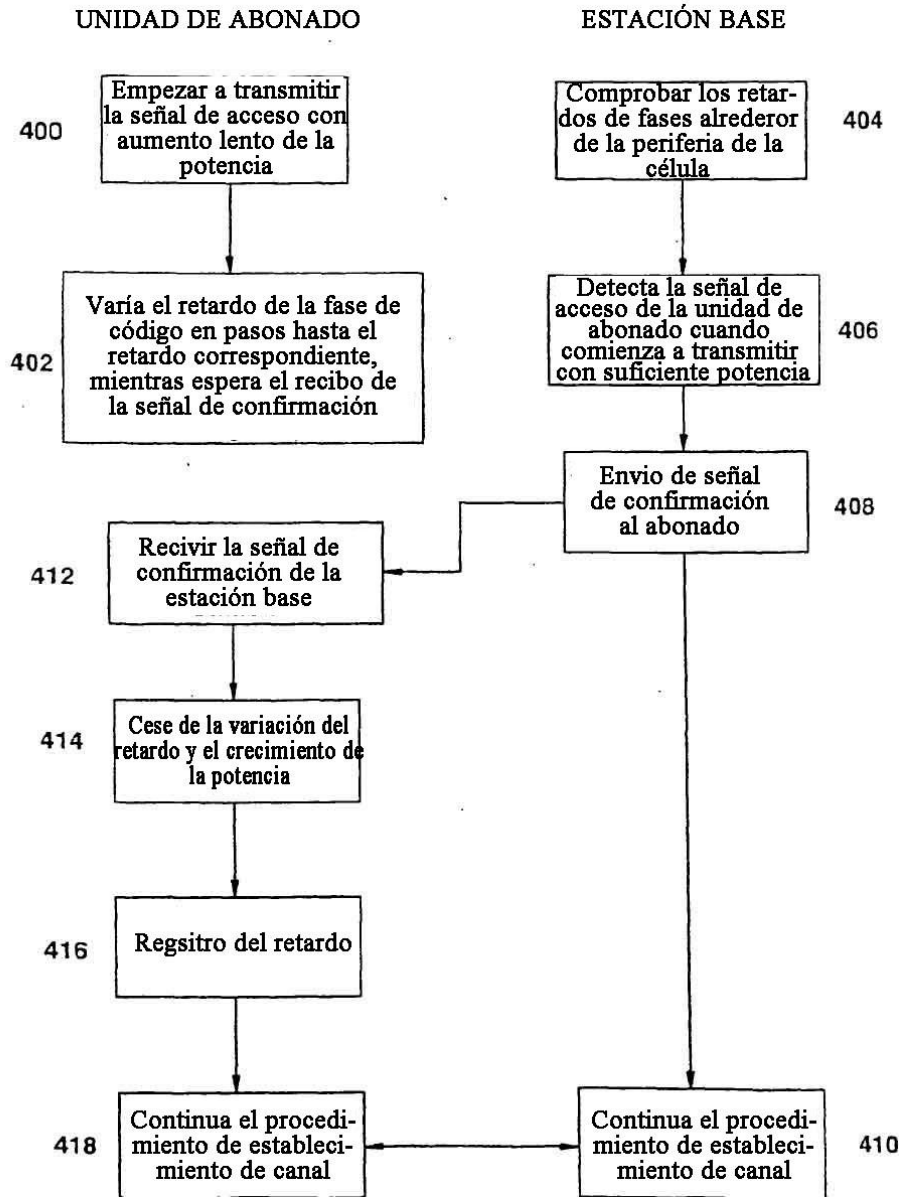 UNIDAD DE ABONADO
ESTACIÓN BASE
400
Empezar a transmitir
la señal de acceso con
aumento lento de la
potencia
Comprobar los retar-
dos de fases alrederor
de la periferia de la
célula
404
402
Varía el retardo de la fase de
código en pasos hasta el
retardo correspondiente,
mientras espera el recibo de
la señal de confirmación
Detecta la señal de
acceso de la unidad de
abonado cuando
comienza a transmitir
con suficiente potencia
406
Envio de señal
de confirmación
al abonado
408
412
Recivir la señal de
confirmación de la
estación base
414
Cese de la variación del
retardo y el crecimiento de
la potencia
416
Regsitro del retardo
418
Continua el procedi-
miento de estableci-
miento de canal
Continua el procedi-
miento de estableci-
miento de canal
410